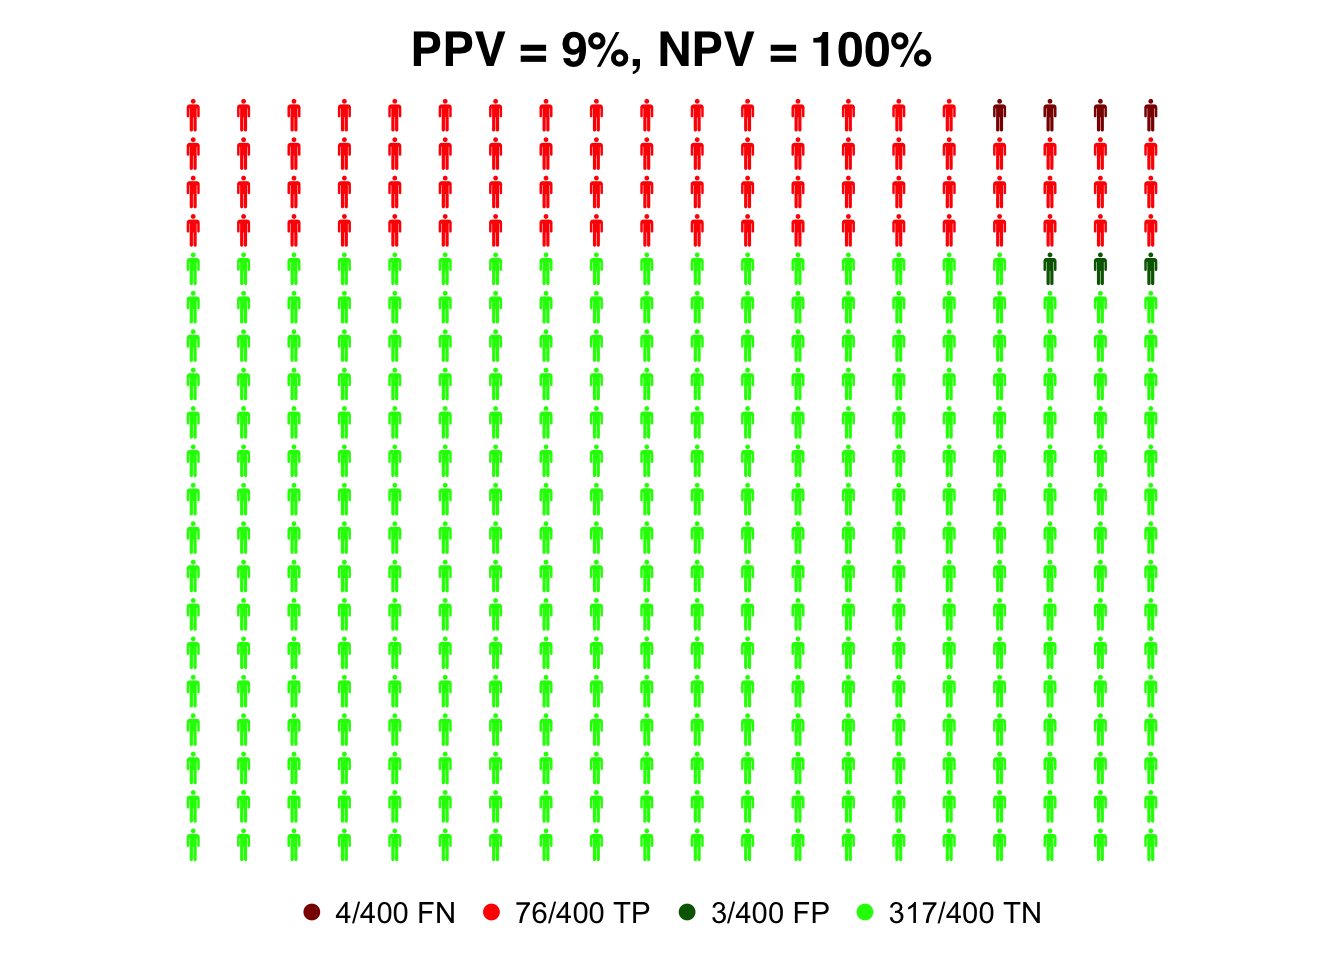 PPV = 9%, NPV = 100%
4/400 FN 76/400 TP 3/400 FP 317/400 TN